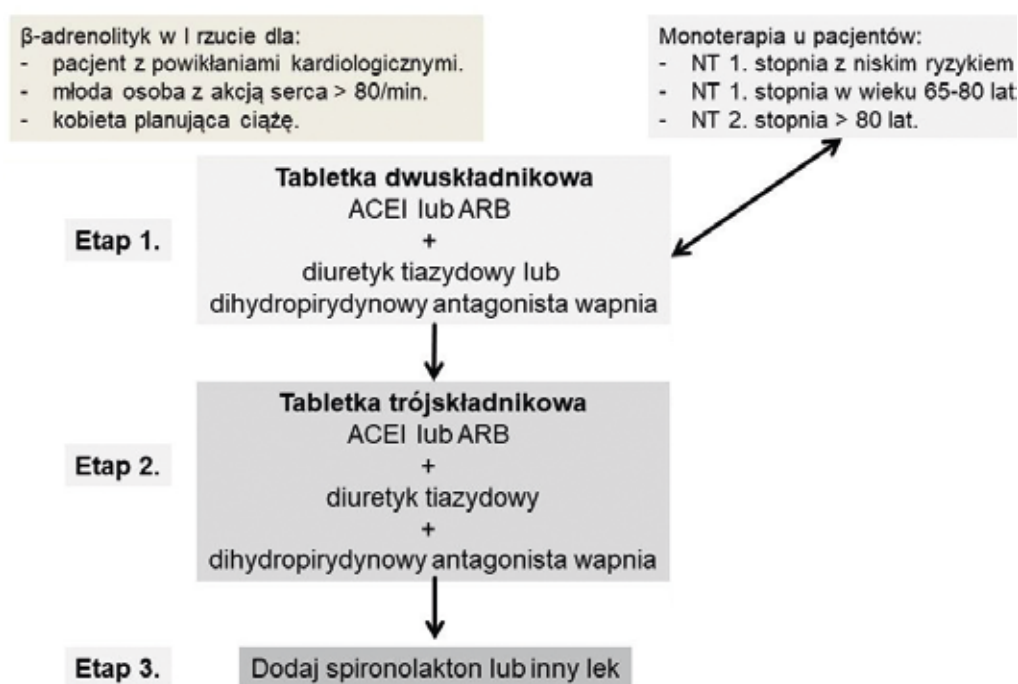 β-adrenolityk w I rzucie dla:
- pacjent z powikłaniami kardiologicznymi.
- młoda osoba z akcją serca > 80/min.
- kobieta planująca ciążę.
Monoterapia u pacjentów:
- NT 1. stopnia z niskim ryzykiem
- NT 1. stopnia w wieku 65-80 lat
- NT 2. stopnia > 80 lat.
Etap 1.
Tabletka dwuskładnikowa
ACEI lub ARB
+
diuretyk tiazydowy lub
dihydropirydynowy antagonista wapnia
Etap 2.
Tabletka trójskładnikowa
ACEI lub ARB
+
diuretyk tiazydowy
+
dihydropirydynowy antagonista wapnia
Etap 3.
Dodaj spironolakton lub inny lek